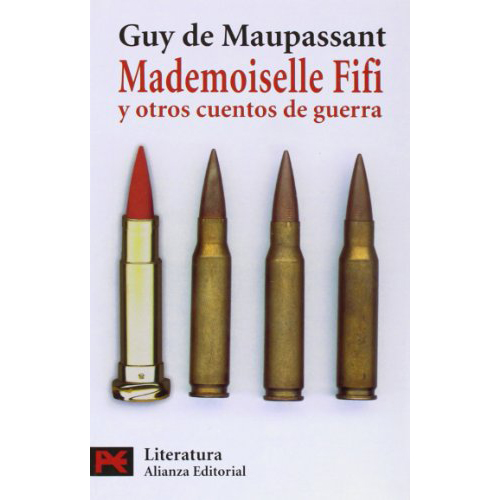 Guy de Maupassant
Mademoiselle Fifi
y otros cuentos de guerra
Literatura
Alianza Editorial